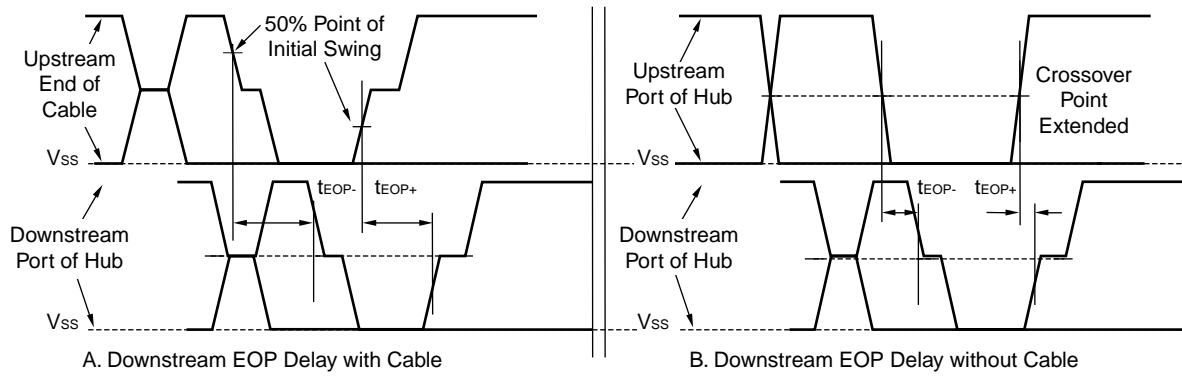 50% Point of
Initial Swing
Upstream
End of
Cable
VSS
tEOP-
tEOP+
Downstream
Port of Hub
VSS
A. Downstream EOP Delay with Cable
Upstream
Port of Hub
Crossover
Point
Extended
VSS
tEOP-
tEOP+
Downstream
Port of Hub
VSS
B. Downstream EOP Delay without Cable